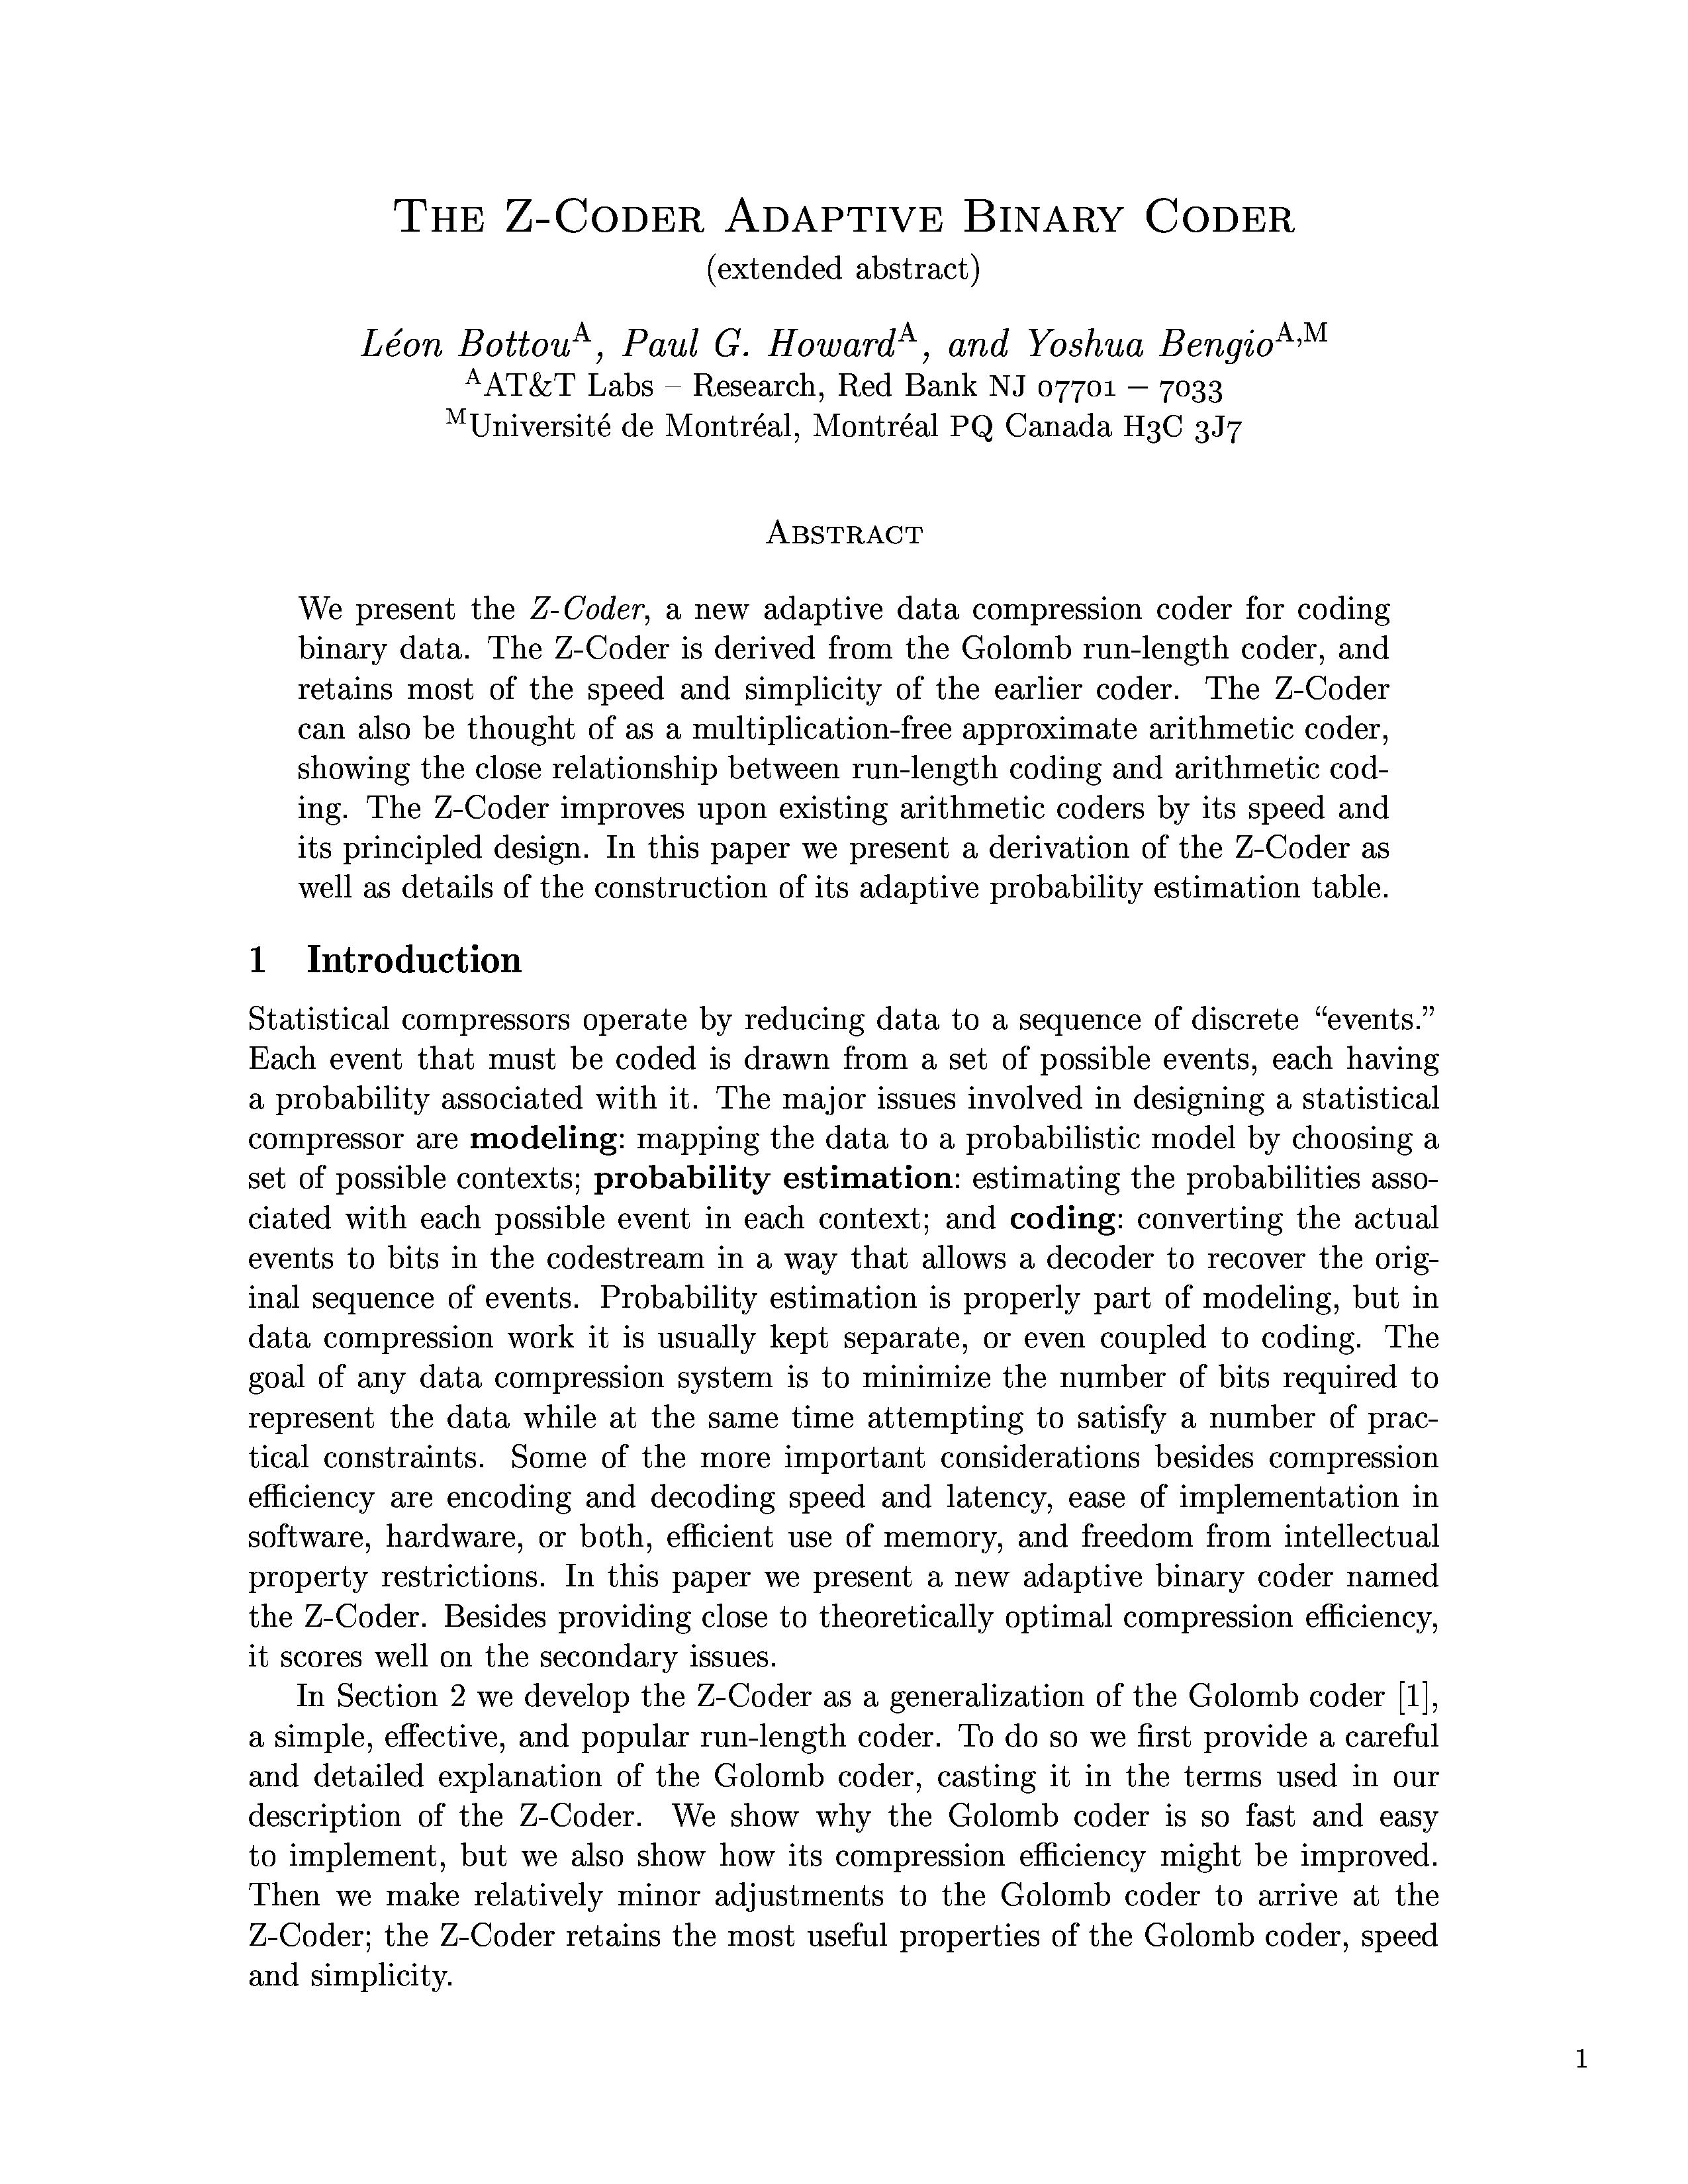 The Z-Coder Adaptive Binary Coder
(extended abstract)
Léon Bottou^A, Paul G. Howard^A, and Yoshua Bengio^A,M
^A AT&T Labs – Research, Red Bank NJ 07701 – 7033
^M Université de Montréal, Montréal PQ Canada H3C 3J7
Abstract
We present the Z-Coder, a new adaptive data compression coder for coding
binary data. The Z-Coder is derived from the Golomb run-length coder, and
retains most of the speed and simplicity of the earlier coder. The Z-Coder
can also be thought of as a multiplication-free approximate arithmetic coder,
showing the close relationship between run-length coding and arithmetic cod-
ing. The Z-Coder improves upon existing arithmetic coders by its speed and
its principled design. In this paper we present a derivation of the Z-Coder as
well as details of the construction of its adaptive probability estimation table.
1 Introduction
Statistical compressors operate by reducing data to a sequence of discrete “events.”
Each event that must be coded is drawn from a set of possible events, each having
a probability associated with it. The major issues involved in designing a statistical
compressor are modeling: mapping the data to a probabilistic model by choosing a
set of possible contexts; probability estimation: estimating the probabilities asso-
ciated with each possible event in each context; and coding: converting the actual
events to bits in the codestream in a way that allows a decoder to recover the orig-
inal sequence of events. Probability estimation is properly part of modeling, but in
data compression work it is usually kept separate, or even coupled to coding. The
goal of any data compression system is to minimize the number of bits required to
represent the data while at the same time attempting to satisfy a number of prac-
tical constraints. Some of the more important considerations besides compression
efficiency are encoding and decoding speed and latency, ease of implementation in
software, hardware, or both, efficient use of memory, and freedom from intellectual
property restrictions. In this paper we present a new adaptive binary coder named
the Z-Coder. Besides providing close to theoretically optimal compression efficiency,
it scores well on the secondary issues.
In Section 2 we develop the Z-Coder as a generalization of the Golomb coder [1],
a simple, effective, and popular run-length coder. To do so we first provide a careful
and detailed explanation of the Golomb coder, casting it in the terms used in our
description of the Z-Coder. We show why the Golomb coder is so fast and easy
to implement, but we also show how its compression efficiency might be improved.
Then we make relatively minor adjustments to the Golomb coder to arrive at the
Z-Coder; the Z-Coder retains the most useful properties of the Golomb coder, speed
and simplicity.
1